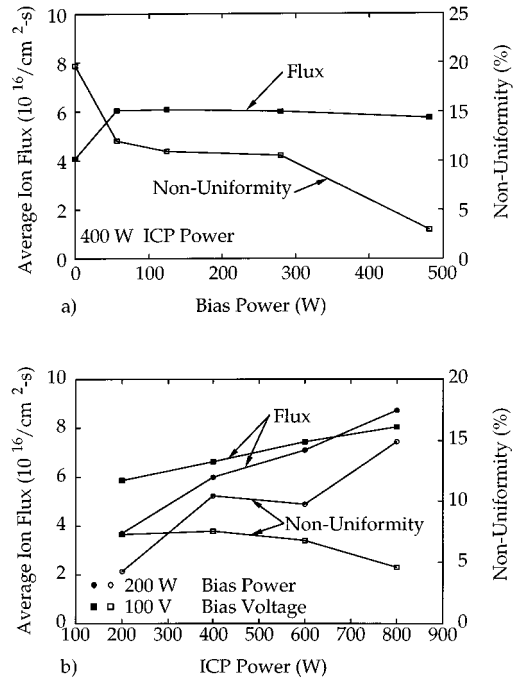 10
8
6
4
2
0
Average Ion Flux (10 16/cm 2-s)
25
20
15
10
5
0
Non-Uniformity (%)
Flux
Non-Uniformity
400 W ICP Power
0 100 200 300 400 500
a) Bias Power (W)
10
8
6
4
2
0
Average Ion Flux (10 16/cm 2-s)
20
15
10
5
0
Non-Uniformity (%)
Flux
Non-Uniformity
200 W Bias Power
100 V Bias Voltage
100 200 300 400 500 600 700 800 900
b) ICP Power (W)